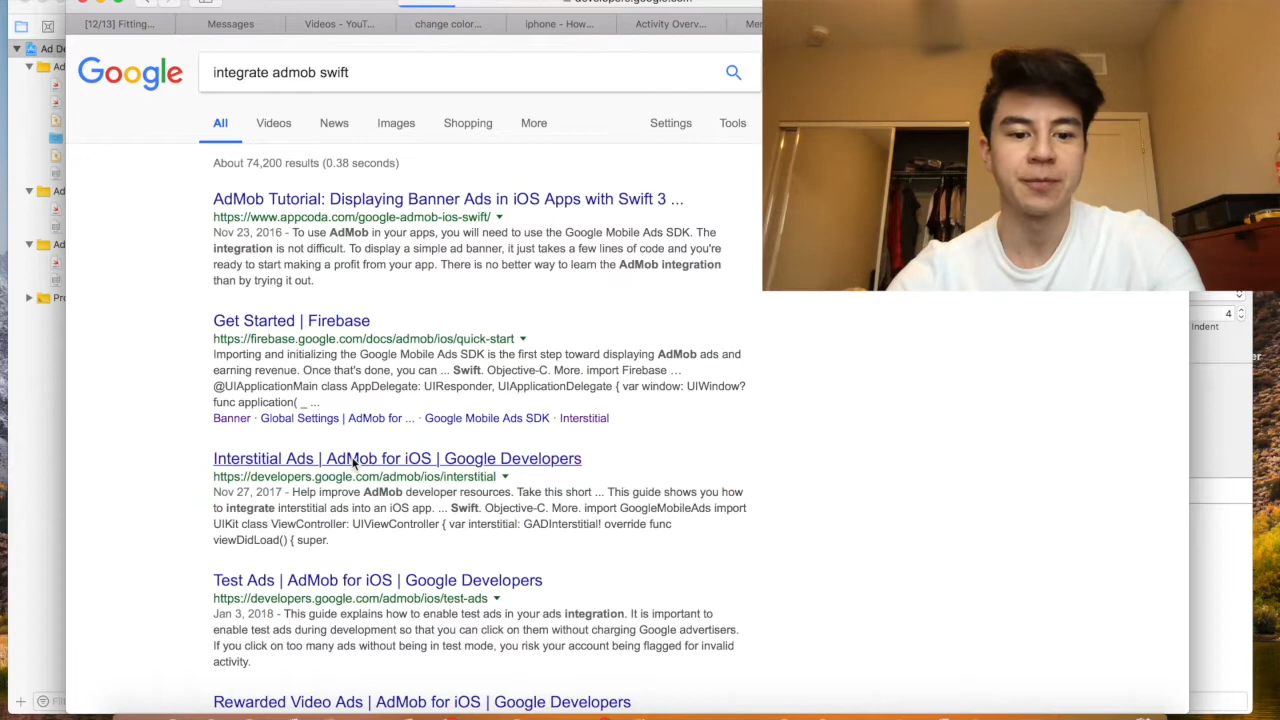 developers.google.com
[12/13] Fitting...
Messages
Videos - YouT...
change color...
iphone - How...
Activity Overv...
Ad De
Ad
Google
integrate admob swift
All
Videos
News
Images
Shopping
More
Settings
Tools
About 74,200 results (0.38 seconds)
AdMob Tutorial: Displaying Banner Ads in iOS Apps with Swift 3 ...
https://www.appcoda.com/google-admob-ios-swift/
Nov 23, 2016 - To use AdMob in your apps, you will need to use the Google Mobile Ads SDK. The
integration is not difficult. To display a simple ad banner, it just takes a few lines of code and you're
ready to start making a profit from your app. There is no better way to learn the AdMob integration
than by trying it out.
Ad
Ad
Pr
Get Started | Firebase
https://firebase.google.com/docs/admob/ios/quick-start
Importing and initializing the Google Mobile Ads SDK is the first step toward displaying AdMob ads and
earning revenue. Once that's done, you can ... Swift. Objective-C. More. import Firebase ...
@UIApplicationMain class AppDelegate: UIResponder, UIApplicationDelegate { var window: UIWindow?
func application( _ ...
Banner · Global Settings | AdMob for ... · Google Mobile Ads SDK · Interstitial
4
Indent
er
Interstitial Ads | AdMob for iOS | Google Developers
https://developers.google.com/admob/ios/interstitial
Nov 27, 2017 - Help improve AdMob developer resources. Take this short ... This guide shows you how
to integrate interstitial ads into an iOS app. ... Swift. Objective-C. More. import GoogleMobileAds import
UIKit class ViewController: UIViewController { var interstitial: GADInterstitial! override func
viewDidLoad() { super.
Test Ads | AdMob for iOS | Google Developers
https://developers.google.com/admob/ios/test-ads
Jan 3, 2018 - This guide explains how to enable test ads in your ads integration. It is important to
enable test ads during development so that you can click on them without charging Google advertisers.
If you click on too many ads without being in test mode, you risk your account being flagged for invalid
activity.
Rewarded Video Ads | AdMob for iOS | Google Developers